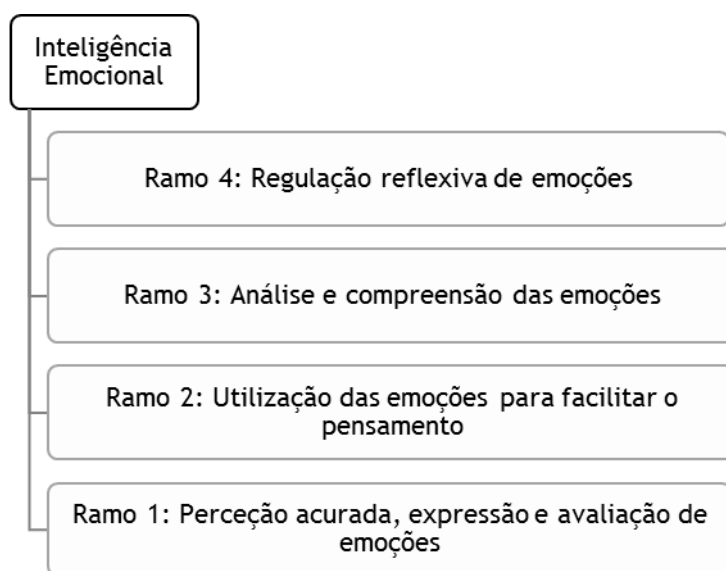 Inteligência
Emocional
Ramo 4: Regulação reflexiva de emoções
Ramo 3: Análise e compreensão das emoções
Ramo 2: Utilização das emoções para facilitar o
pensamento
Ramo 1: Perceção acurada, expressão e avaliação de
emoções